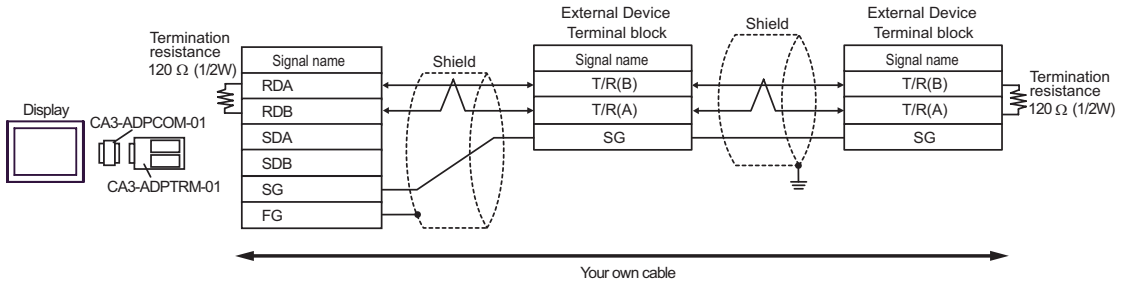 External Device
Terminal block
External Device
Terminal block
Termination
resistance
120 Ω (1/2W)
Signal name
RDA
RDB
SDA
SDB
SG
FG
Shield
Signal name
T/R(B)
T/R(A)
SG
Shield
Signal name
T/R(B)
T/R(A)
SG
Termination
resistance
120 Ω (1/2W)
Display
CA3-ADPCOM-01
CA3-ADPTRM-01
Your own cable